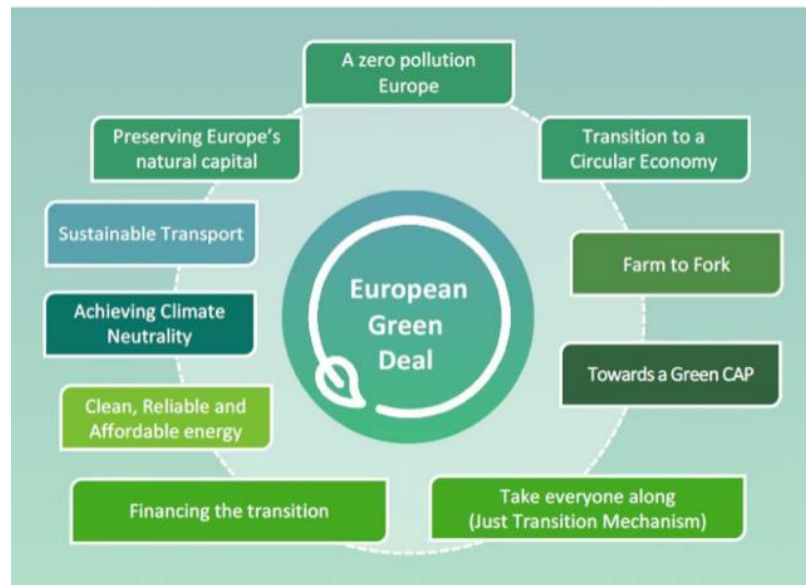 A zero pollution
Europe
Preserving Europe's
natural capital
Transition to a
Circular Economy
Sustainable Transport
Farm to Fork
European
Green
Deal
Achieving Climate
Neutrality
Towards a Green CAP
Clean, Reliable and
Affordable energy
Financing the transition
Take everyone along
(Just Transition Mechanism)